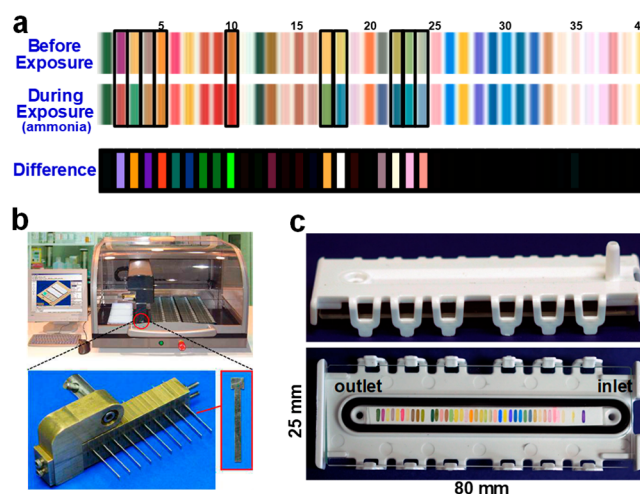 a
5 10 15 20 25 30 35
Before
Exposure
During
Exposure
(ammonia)
Difference
b
c
outlet inlet
25 mm
80 mm